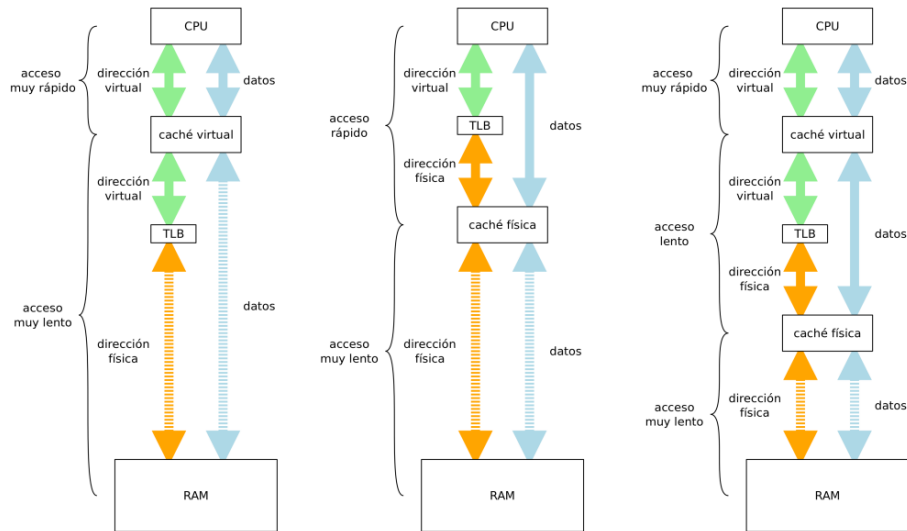 CPU
acceso
muy rápido
dirección
virtual
datos
caché virtual
dirección
virtual
TLB
acceso
muy lento
datos
dirección
física
RAM
CPU
dirección
virtual
acceso
rápido
TLB
datos
dirección
física
caché física
acceso
muy lento
dirección
física
datos
RAM
CPU
acceso
muy rápido
dirección
virtual
datos
caché virtual
dirección
virtual
acceso
lento
TLB
datos
dirección
física
caché física
acceso
muy lento
dirección
física
datos
RAM